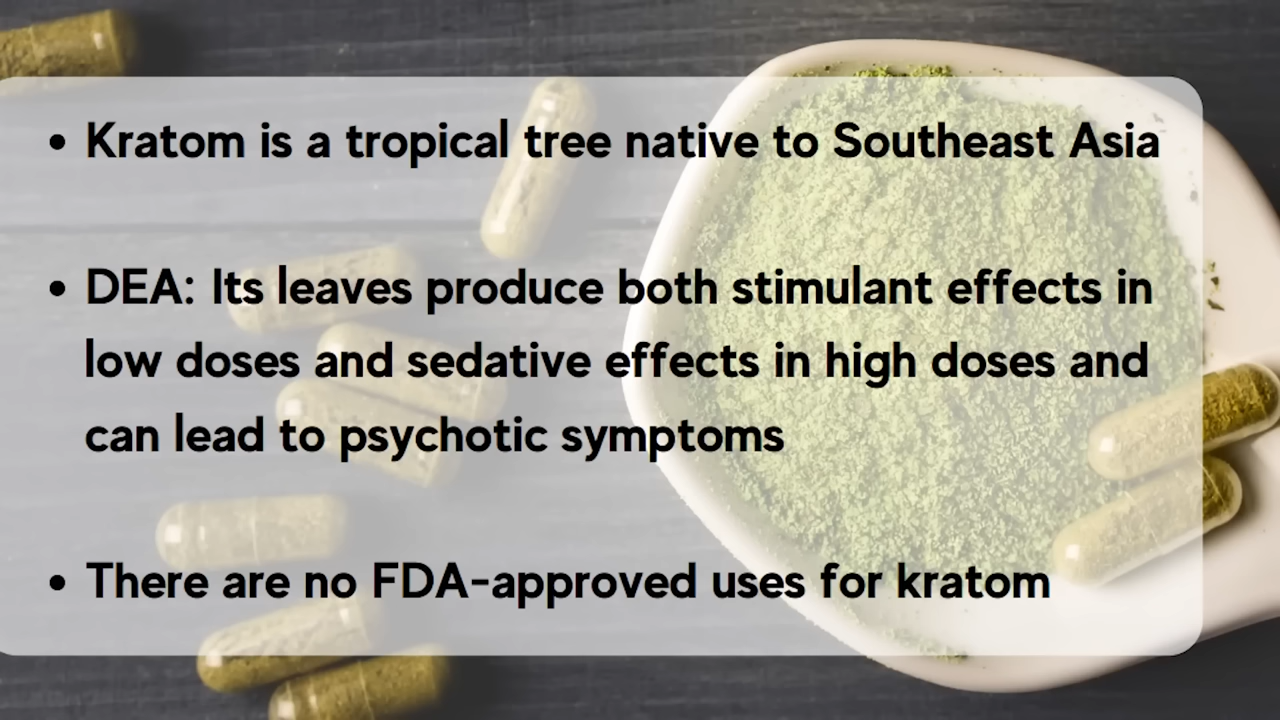 • Kratom is a tropical tree native to Southeast Asia
• DEA: Its leaves produce both stimulant effects in
low doses and sedative effects in high doses and
can lead to psychotic symptoms
• There are no FDA-approved uses for kratom